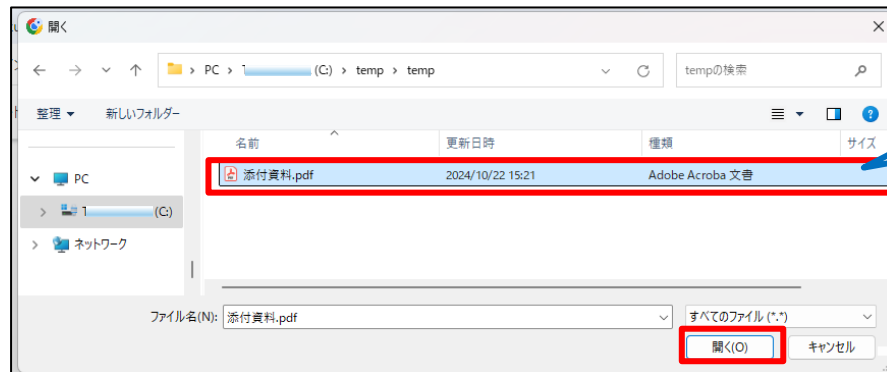 開く
PC › (C:) › temp › temp
tempの検索
整理 新しいフォルダー
名前 更新日時 種類 サイズ
添付資料.pdf 2024/10/22 15:21 Adobe Acroba 文書
PC
(C:)
ネットワーク
ファイル名(N): 添付資料.pdf すべてのファイル (*.*)
開く(O) キャンセル